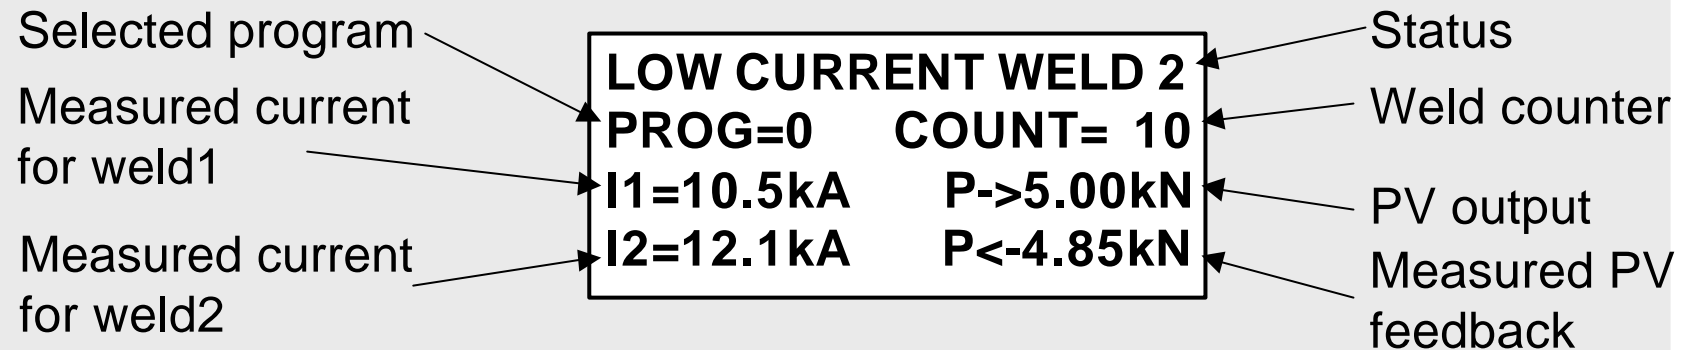 Selected program
Measured current
for weld1
Measured current
for weld2
LOW CURRENT WELD 2
PROG=0 COUNT= 10
I1=10.5kA P->5.00kN
I2=12.1kA P<-4.85kN
Status
Weld counter
PV output
Measured PV
feedback